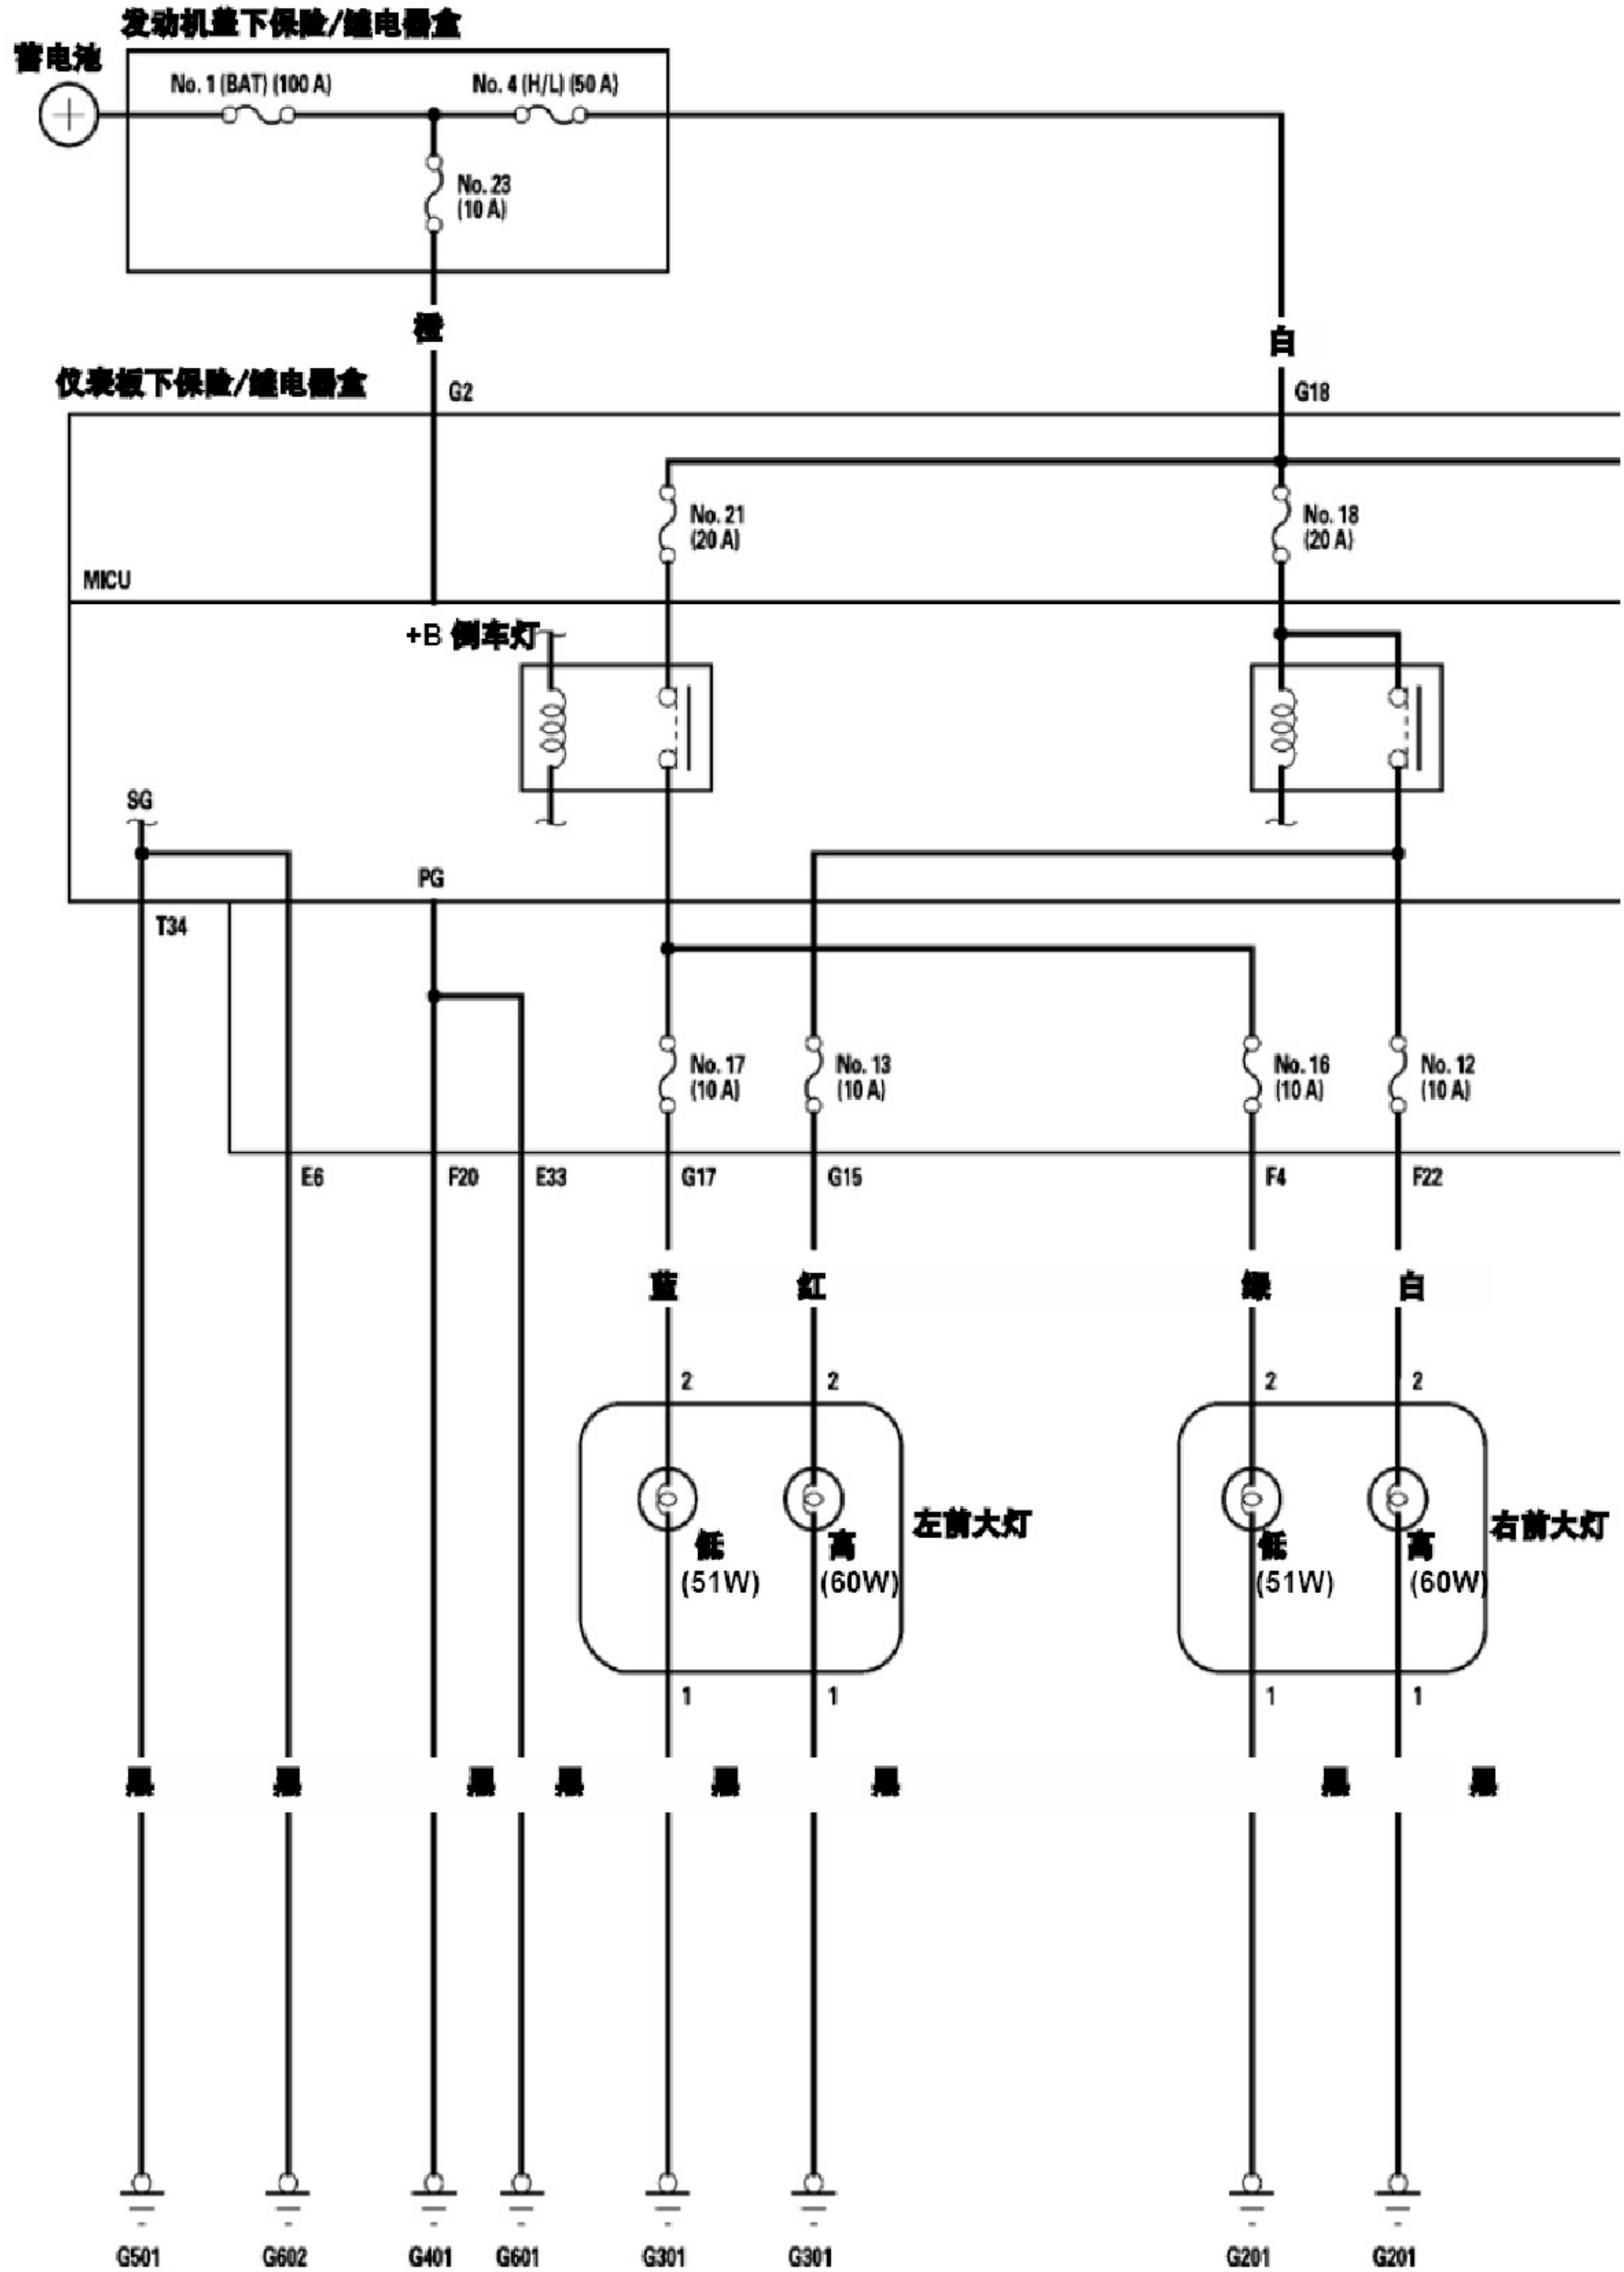 发动机盖下保险/继电器盒
蓄电池
No. 1 (BAT) (100 A)
No. 4 (H/L) (50 A)
No. 23
(10 A)
橙
白
仪表板下保险/继电器盒
G2
G18
No. 21
(20 A)
No. 18
(20 A)
MICU
+B 倒车灯
SG
PG
T34
No. 17
(10 A)
No. 13
(10 A)
No. 16
(10 A)
No. 12
(10 A)
E6
F20
E33
G17
G15
F4
F22
蓝
红
绿
白
2
2
2
2
左前大灯
右前大灯
低
(51W)
高
(60W)
低
(51W)
高
(60W)
1
1
1
1
黑
黑
黑
黑
黑
黑
黑
黑
G501
G602
G401
G601
G301
G301
G201
G201